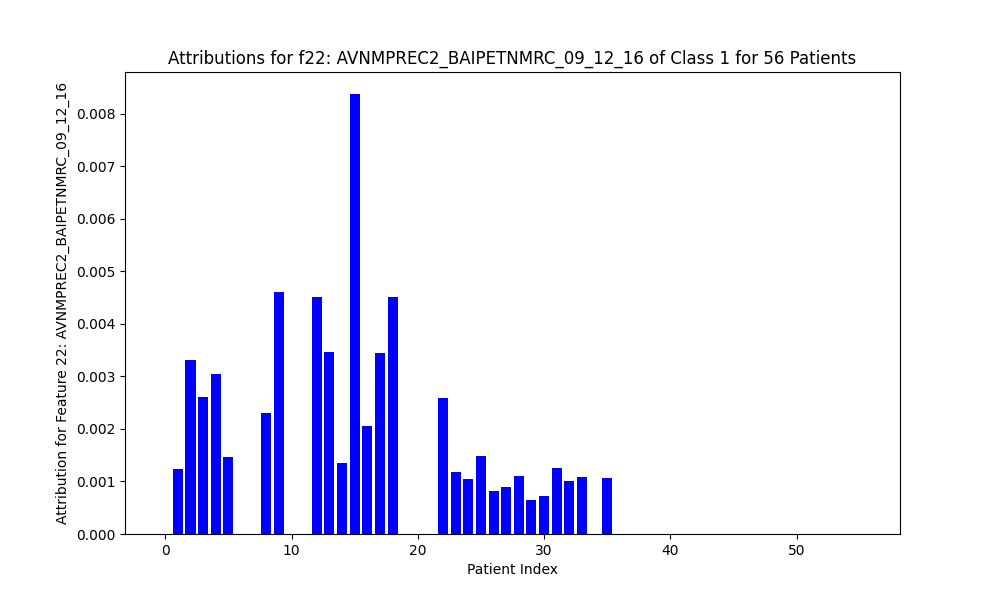 Attributions for f22: AVNMPREC2_BAIPETNMRC_09_12_16 of Class 1 for 56 Patients
Attribution for Feature 22: AVNMPREC2_BAIPETNMRC_09_12_16
0.008
0.007
0.006
0.005
0.004
0.003
0.002
0.001
0.000
0 10 20 30 40 50
Patient Index